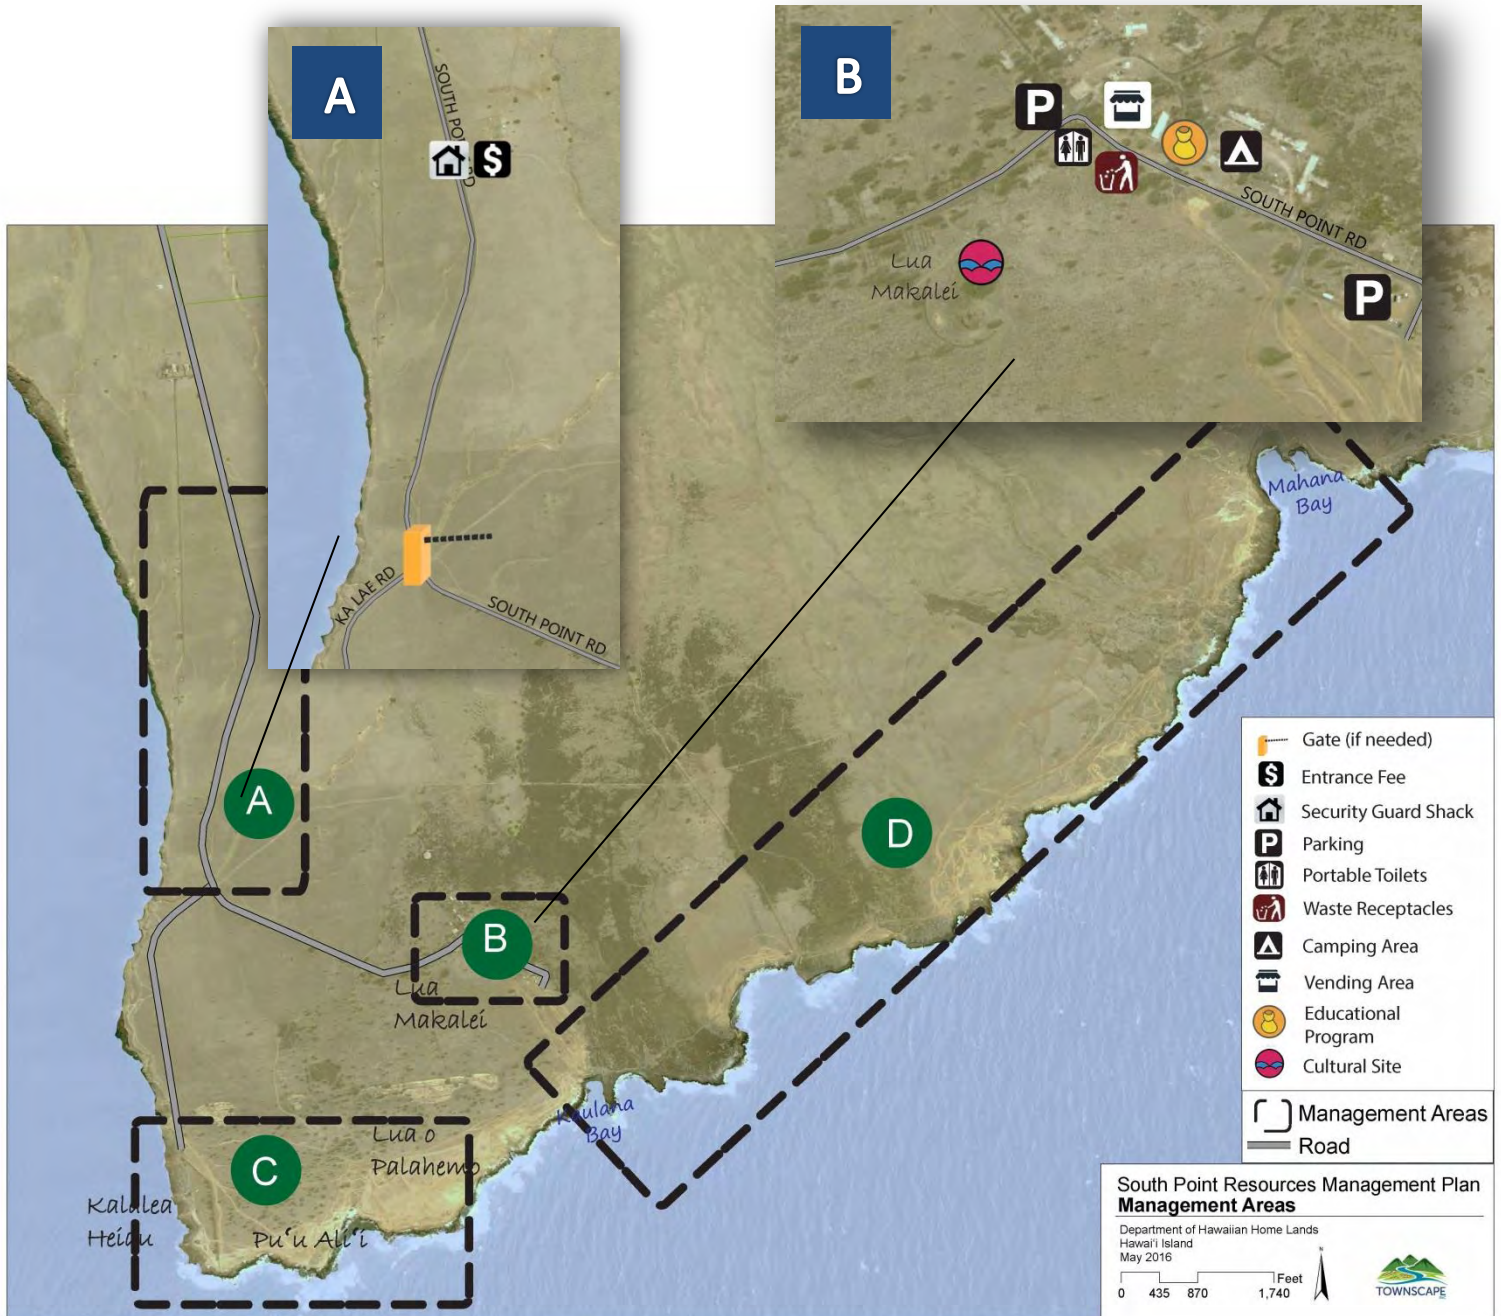 A
SOUTH POINT RD
$
KA LAE RD
SOUTH POINT RD
B
P
SOUTH POINT RD
Lua
Makalei
P
Mahana
Bay
A
D
B
Lua
Makalei
Kaulana
Bay
Lua o
Palahemo
C
Kalalea
Heiau
Pu‘u Ali‘i
Gate (if needed)
$ Entrance Fee
Security Guard Shack
P Parking
Portable Toilets
Waste Receptacles
Camping Area
Vending Area
Educational
Program
Cultural Site
Management Areas
Road
South Point Resources Management Plan
Management Areas
Department of Hawaiian Home Lands
Hawai‘i Island
May 2016
N
Feet
0 435 870 1,740
TOWNSCAPE